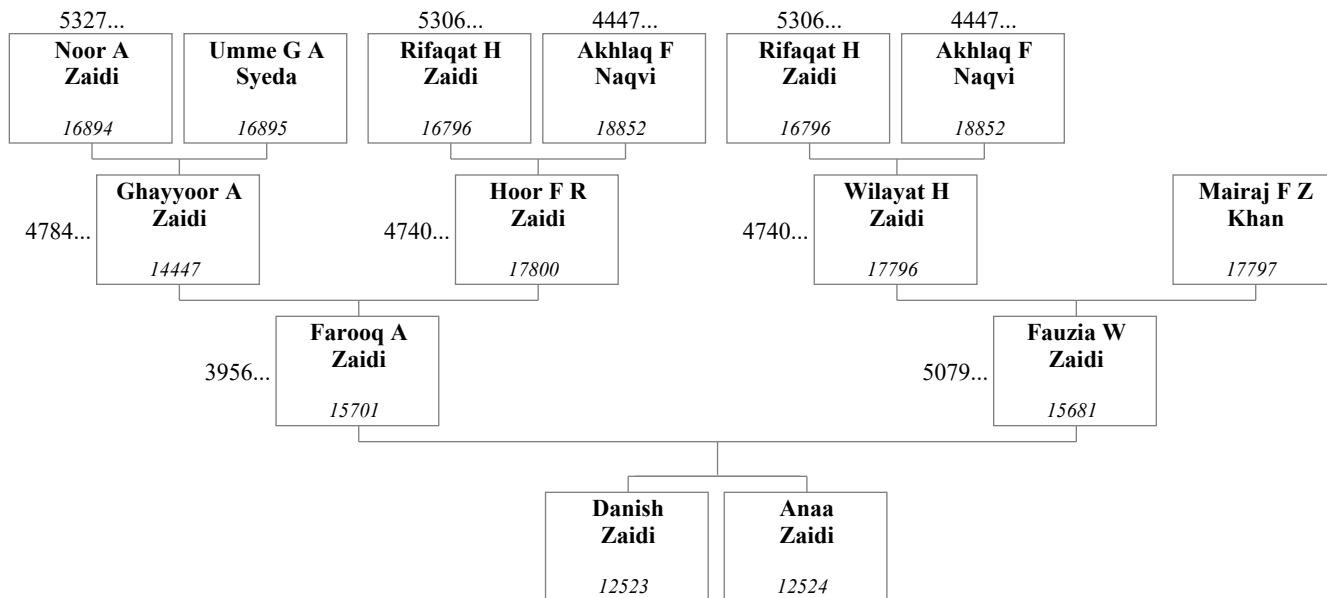 5327...
5306...
4447...
5306...
4447...
Noor A
Zaidi
16894
Umme G A
Syeda
16895
Rifaqat H
Zaidi
16796
Akhlaq F
Naqvi
18852
Rifaqat H
Zaidi
16796
Akhlaq F
Naqvi
18852
4784...
Ghayyoor A
Zaidi
14447
4740...
Hoor F R
Zaidi
17800
4740...
Wilayat H
Zaidi
17796
Mairaj F Z
Khan
17797
3956...
Farooq A
Zaidi
15701
5079...
Fauzia W
Zaidi
15681
Danish
Zaidi
12523
Anaa
Zaidi
12524